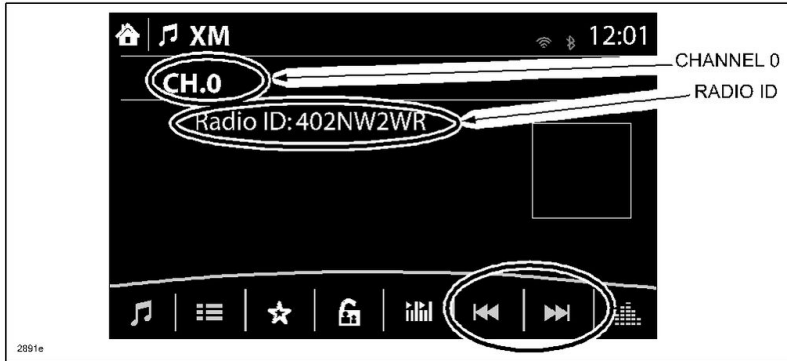 XM
12:01
CHANNEL 0
CH.0
RADIO ID
Radio ID: 402NW2WR
2891e